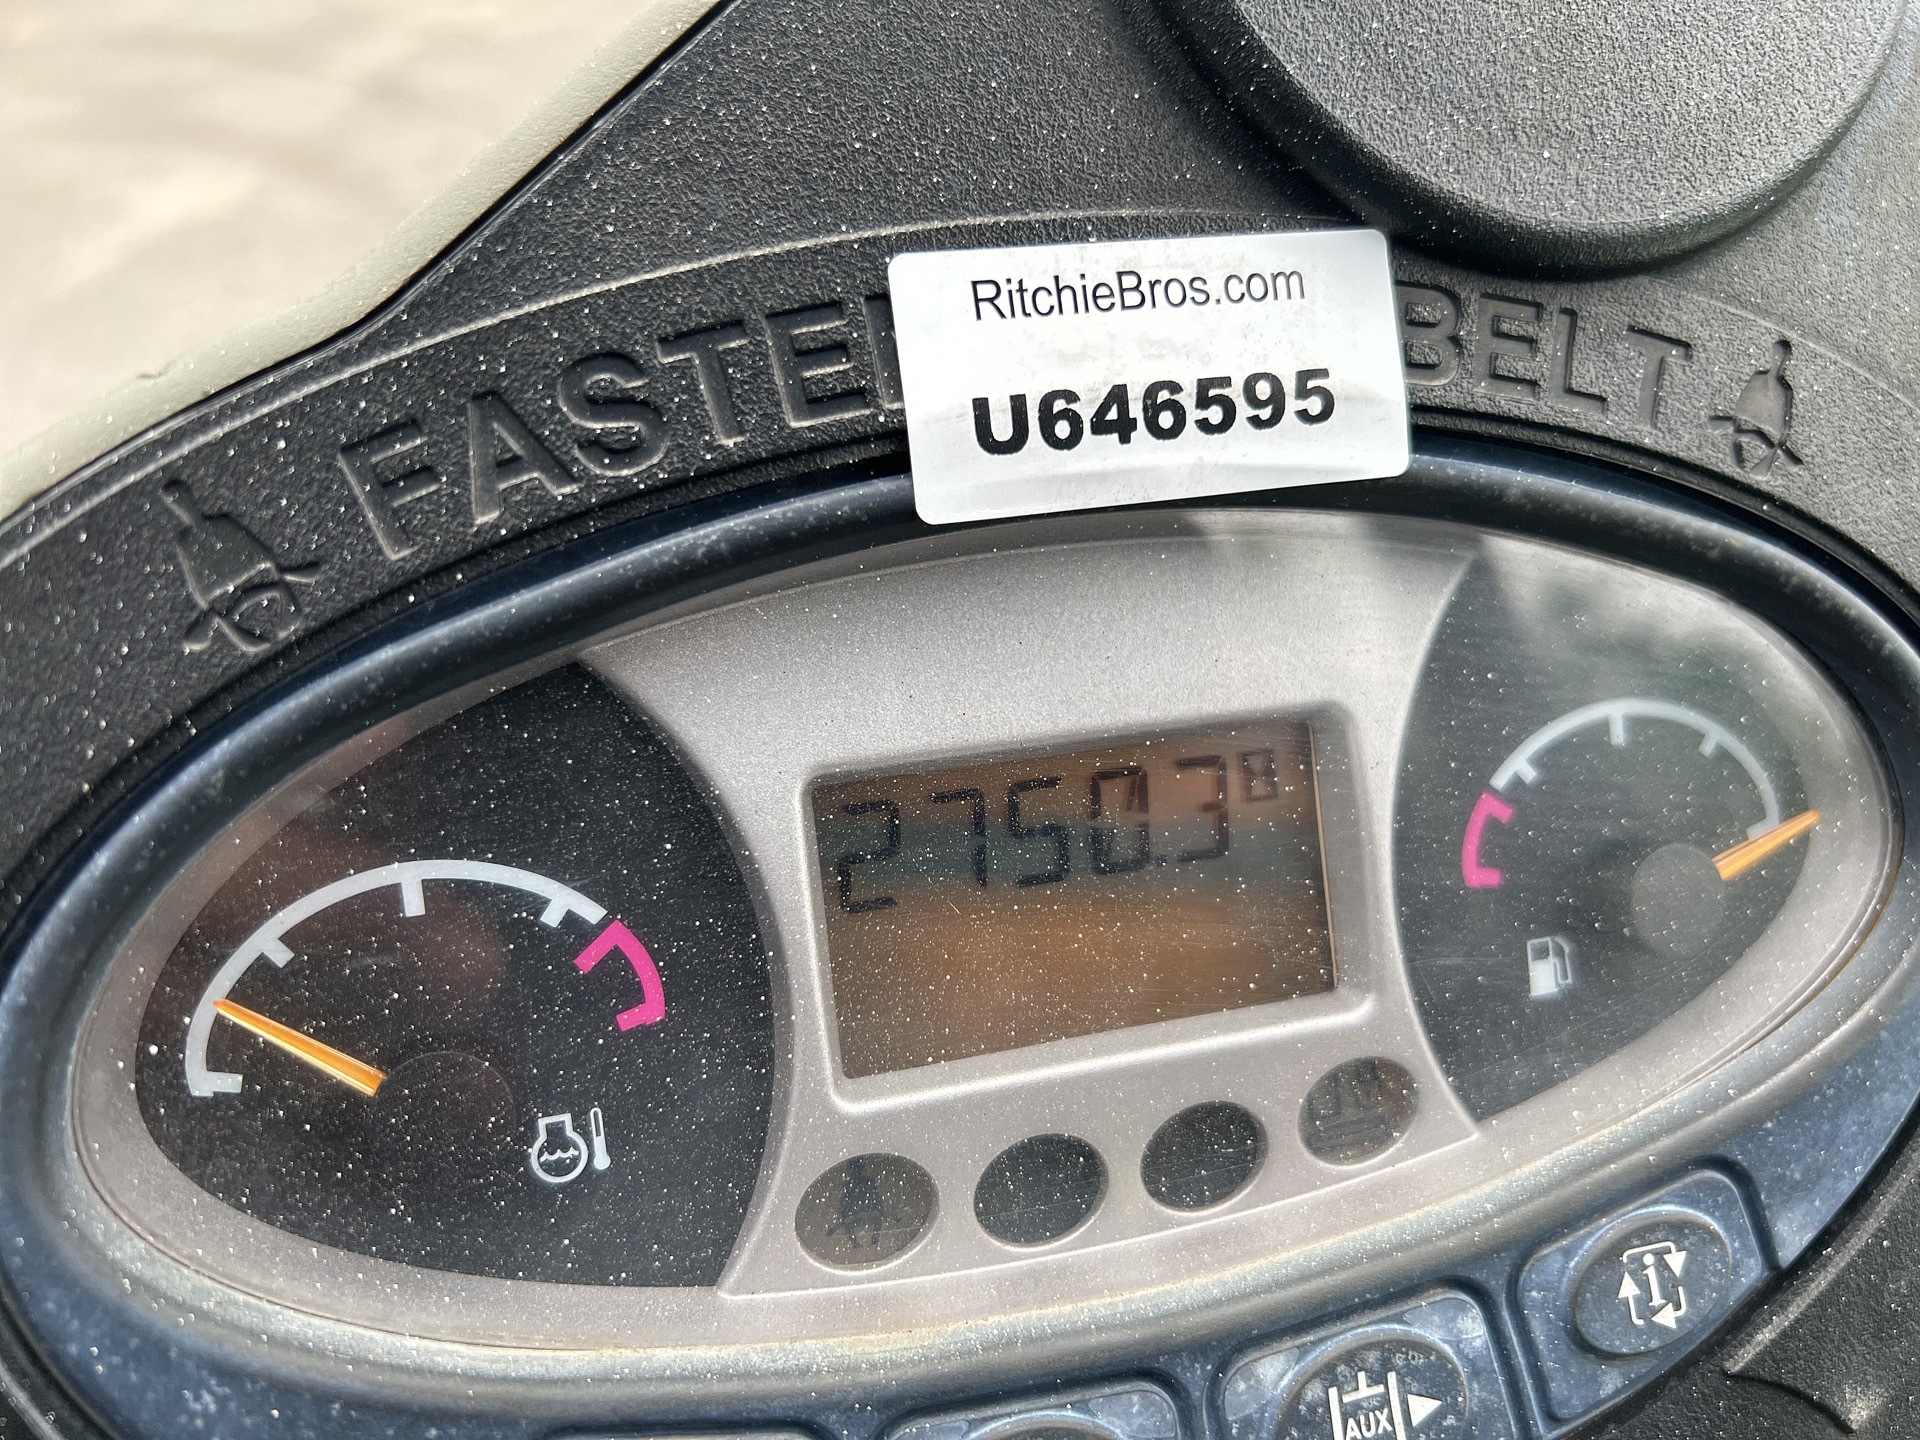 RitchieBros.com
U646595
FASTEN BELT
2750.3
AUX